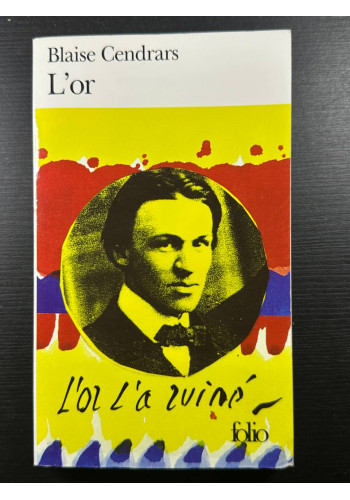 Blaise Cendrars
L'or
L'or l'a ruiné
folio